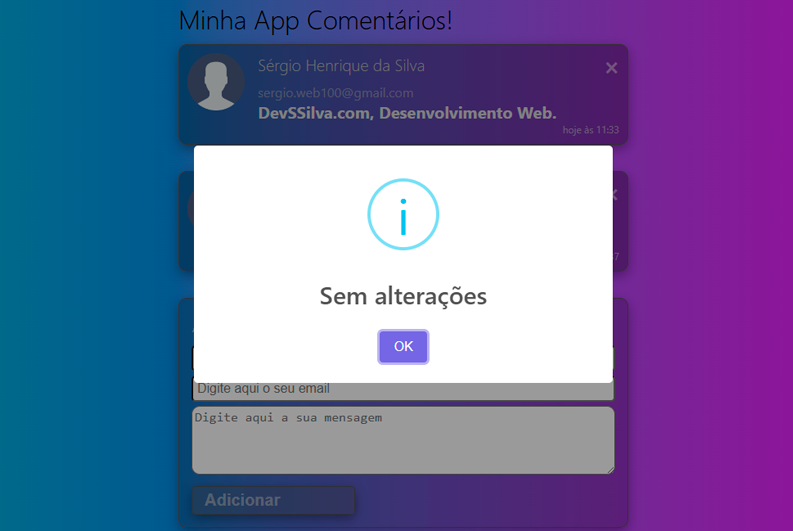 Minha App Comentários!
Sérgio Henrique da Silva
×
sergio.web100@gmail.com
DevSSilva.com, Desenvolvimento Web.
hoje às 11:33
Sem alterações
OK
Digite aqui o seu email
Digite aqui a sua mensagem
Adicionar